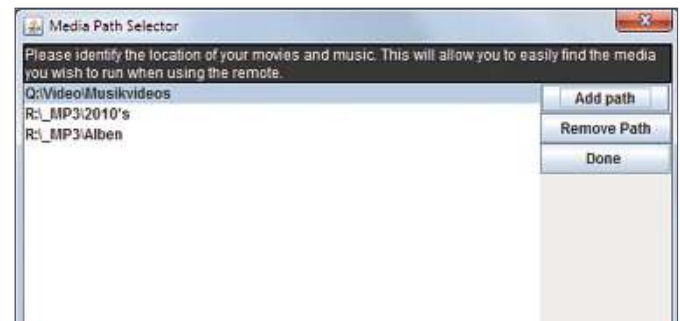 Media Path Selector
Please identify the location of your movies and music. This will allow you to easily find the media
you wish to run when using the remote.
Q:\Video\Musikvideos
Add path
R:\_MP3\2010's
Remove Path
R:\_MP3\Alben
Done